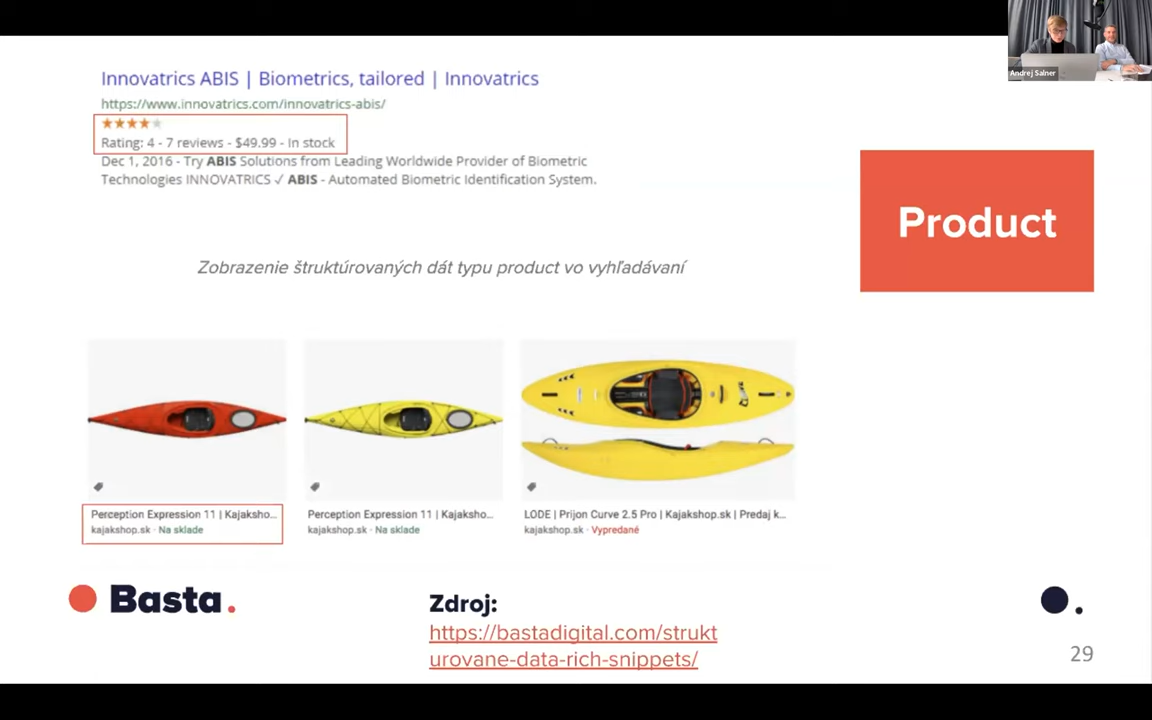 Andrej Salner
Innovatrics ABIS | Biometrics, tailored | Innovatrics
https://www.innovatrics.com/innovatrics-abis/
Rating: 4 - 7 reviews - $49.99 - In stock
Dec 1, 2016 - Try ABIS Solutions from Leading Worldwide Provider of Biometric
Technologies INNOVATRICS ✓ ABIS - Automated Biometric Identification System.
Product
Zobrazenie štruktúrovaných dát typu product vo vyhľadávaní
Perception Expression 11 | Kajaksho...
kajakshop.sk · Na sklade
Perception Expression 11 | Kajaksho...
kajakshop.sk · Na sklade
LODE | Prijon Curve 2.5 Pro | Kajakshop.sk | Predaj k...
kajakshop.sk · Vypredané
Basta.
Zdroj:
https://bastadigital.com/strukt
urovane-data-rich-snippets/
29